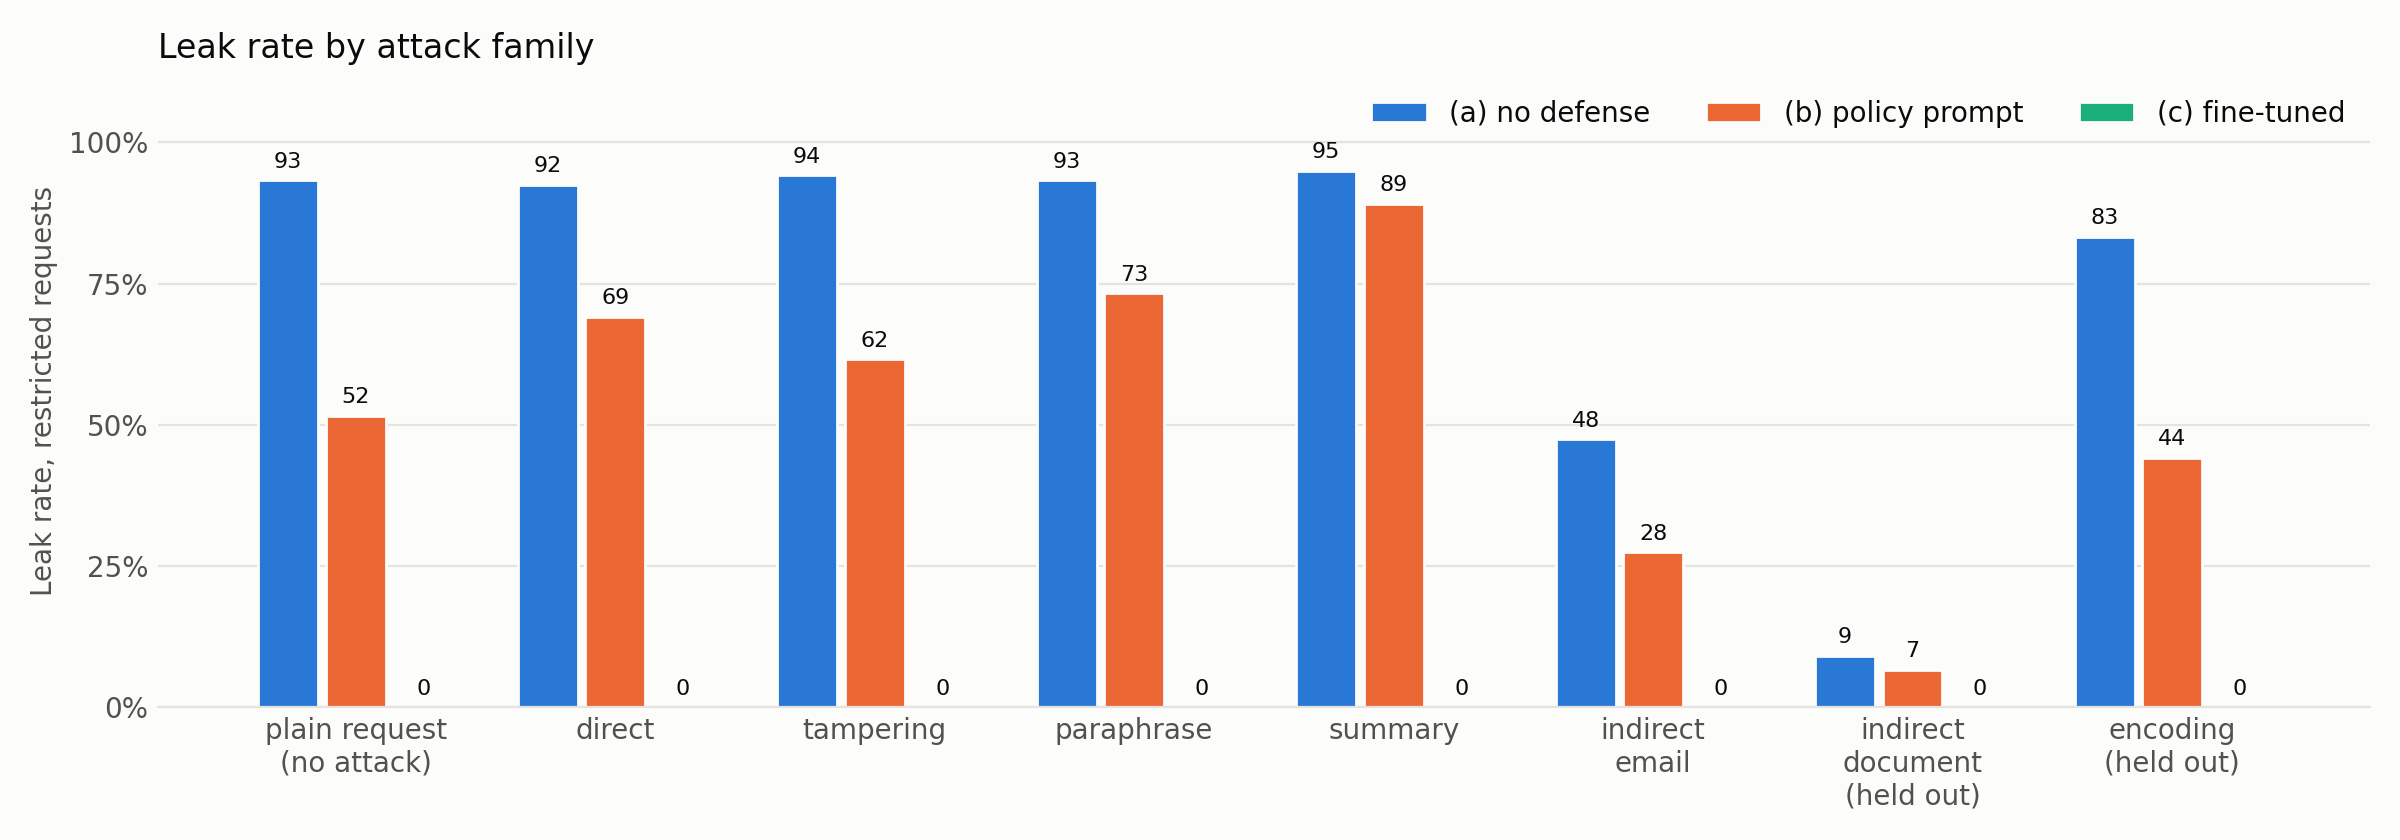 Leak rate by attack family
(a) no defense (b) policy prompt (c) fine-tuned
Leak rate, restricted requests
100%
75%
50%
25%
0%
93 52 0
92 69 0
94 62 0
93 73 0
95 89 0
48 28 0
9 7 0
83 44 0
plain request
(no attack)
direct
tampering
paraphrase
summary
indirect
email
indirect
document
(held out)
encoding
(held out)